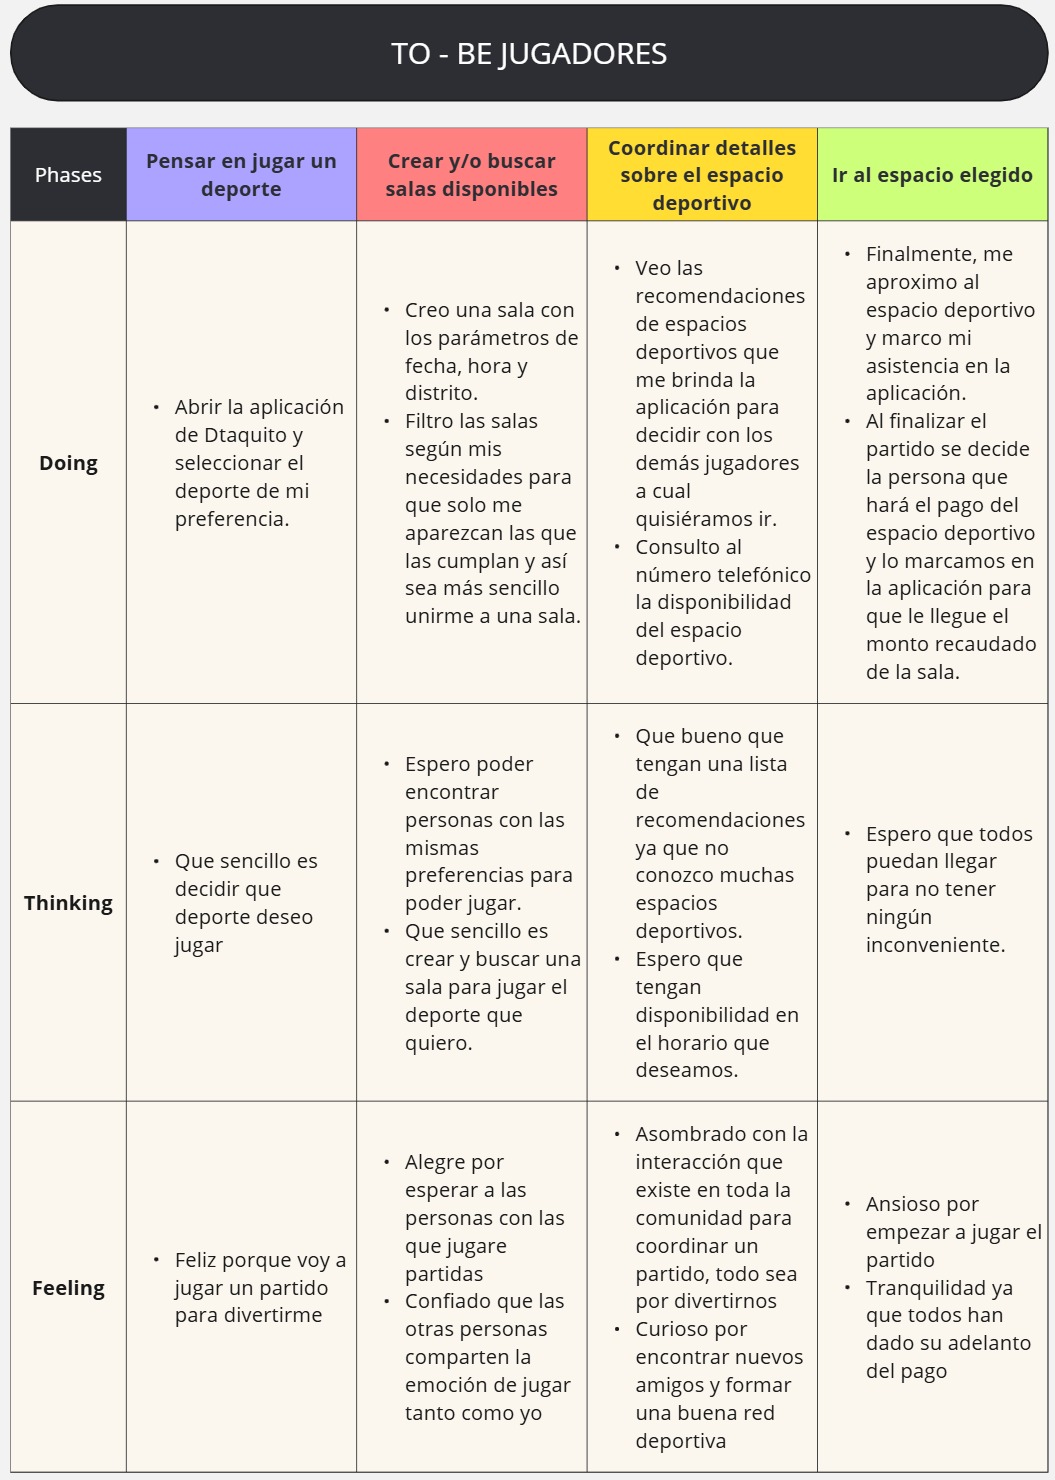 TO - BE JUGADORES
Phases
Pensar en jugar un
deporte
Crear y/o buscar
salas disponibles
Coordinar detalles
sobre el espacio
deportivo
Ir al espacio elegido
Doing
• Abrir la aplicación
de Dtaquito y
seleccionar el
deporte de mi
preferencia.
• Creo una sala con
los parámetros de
fecha, hora y
distrito.
• Filtro las salas
según mis
necesidades para
que solo me
aparezcan las que
las cumplan y así
sea más sencillo
unirme a una sala.
• Veo las
recomendaciones
de espacios
deportivos que
me brinda la
aplicación para
decidir con los
demás jugadores
a cual
quisiéramos ir.
• Consulto al
número telefónico
la disponibilidad
del espacio
deportivo.
• Finalmente, me
aproximo al
espacio deportivo
y marco mi
asistencia en la
aplicación.
• Al finalizar el
partido se decide
la persona que
hará el pago del
espacio deportivo
y lo marcamos en
la aplicación para
que le llegue el
monto recaudado
de la sala.
Thinking
• Que sencillo es
decidir que
deporte deseo
jugar
• Espero poder
encontrar
personas con las
mismas
preferencias para
poder jugar.
• Que sencillo es
crear y buscar una
sala para jugar el
deporte que
quiero.
• Que bueno que
tengan una lista
de
recomendaciones
ya que no
conozco muchas
espacios
deportivos.
• Espero que
tengan
disponibilidad en
el horario que
deseamos.
• Espero que todos
puedan llegar
para no tener
ningún
inconveniente.
Feeling
• Feliz porque voy a
jugar un partido
para divertirme
• Alegre por
esperar a las
personas con las
que jugare
partidas
• Confiado que las
otras personas
comparten la
emoción de jugar
tanto como yo
• Asombrado con la
interacción que
existe en toda la
comunidad para
coordinar un
partido, todo sea
por divertirnos
• Curioso por
encontrar nuevos
amigos y formar
una buena red
deportiva
• Ansioso por
empezar a jugar el
partido
• Tranquilidad ya
que todos han
dado su adelanto
del pago